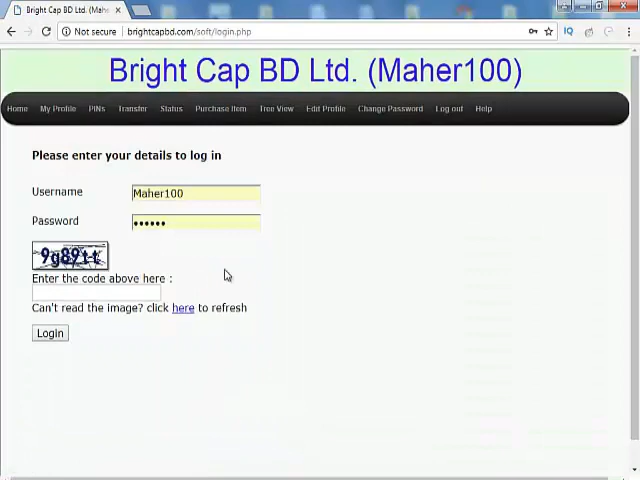 Bright Cap BD Ltd. (Mahe
Not secure | brightcapbd.com/soft/login.php
Bright Cap BD Ltd. (Maher100)
Home My Profile PINs Transfer Status Purchase Item Tree View Edit Profile Change Password Log out Help
Please enter your details to log in
Username Maher100
Password ••••••
9g89tt
Enter the code above here :
Can't read the image? click here to refresh
Login